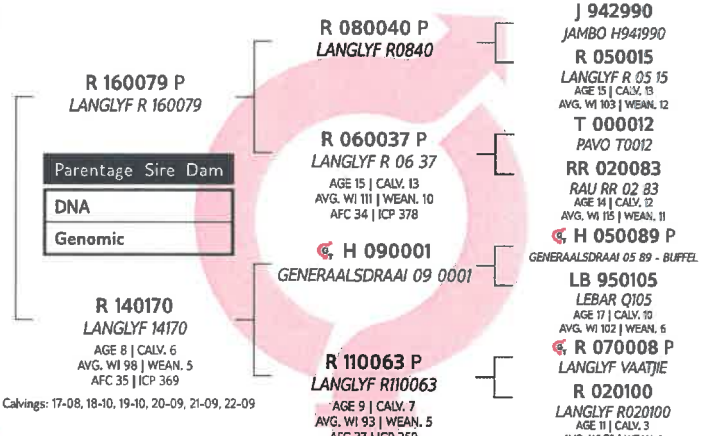 R 160079 P
LANGLYF R 160079
Parentage Sire Dam
DNA
Genomic
R 140170
LANGLYF 14170
AGE 8 | CALV. 6
AVG. WI 98 | WEAN. 5
AFC 35 | ICP 369
Calvings: 17-08, 18-10, 19-10, 20-09, 21-09, 22-09
R 080040 P
LANGLYF R0840
R 060037 P
LANGLYF R 06 37
AGE 15 | CALV. 13
AVG. WI 111 | WEAN. 10
AFC 34 | ICP 378
H 090001
GENERAALSDRAAI 09 0001
R 110063 P
LANGLYF R110063
AGE 9 | CALV. 7
AVG. WI 93 | WEAN. 5
J 942990
JAMBO H941990
R 050015
LANGLYF R 05 15
AGE 15 | CALV. 13
AVG. WI 103 | WEAN. 12
T 000012
PAVO T0012
RR 020083
RAU RR 02 83
AGE 14 | CALV. 12
AVG. WI 115 | WEAN. 11
H 050089 P
GENERAALSDRAAI 05 89 - BUFFEL
LB 950105
LEBAR Q105
AGE 17 | CALV. 10
AVG. WI 102 | WEAN. 6
R 070008 P
LANGLYF VAATJIE
R 020100
LANGLYF R020100
AGE 11 | CALV. 3